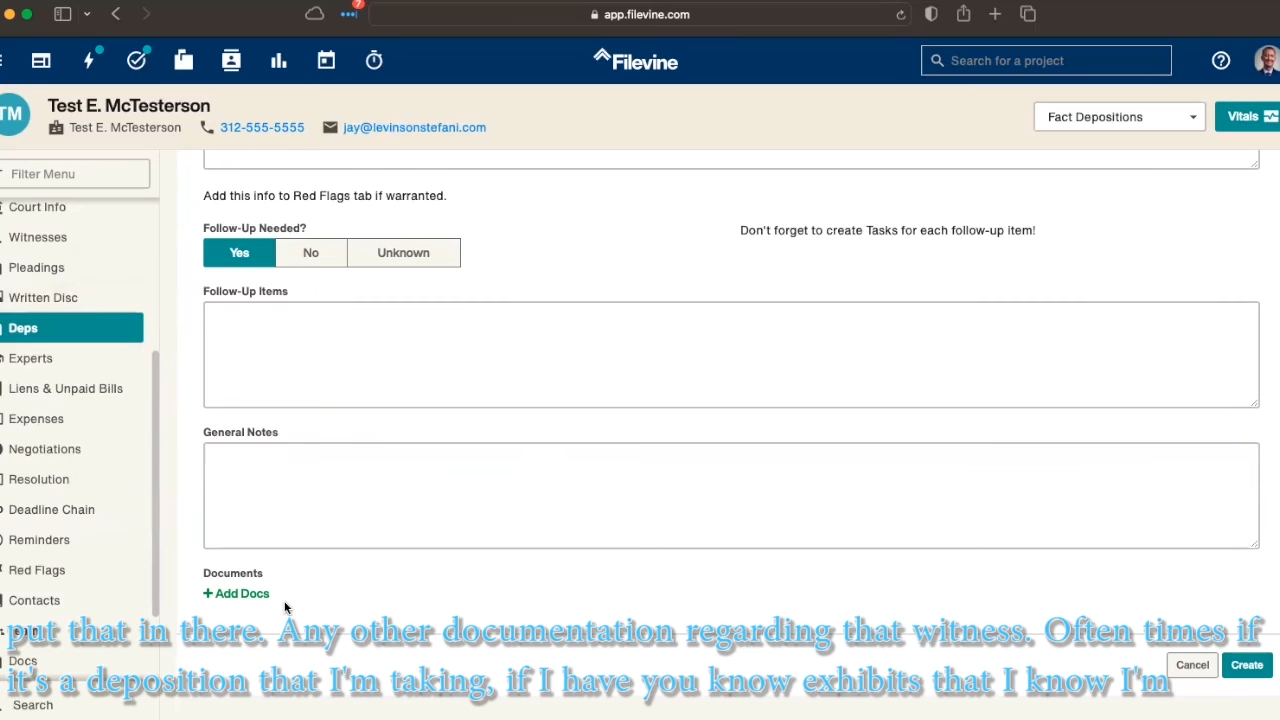 7
app.filevine.com
Filevine
Search for a project
TM
Test E. McTesterson
Test E. McTesterson
312-555-5555
jay@levinsonstefani.com
Fact Depositions
Vitals
Filter Menu
Court Info
Witnesses
Pleadings
Written Disc
Deps
Experts
Liens & Unpaid Bills
Expenses
Negotiations
Resolution
Deadline Chain
Reminders
Red Flags
Contacts
Docs
Search
Add this info to Red Flags tab if warranted.
Follow-Up Needed?
Yes No Unknown
Don't forget to create Tasks for each follow-up item!
Follow-Up Items
General Notes
Documents
+ Add Docs
Cancel Create
put that in there. Any other documentation regarding that witness. Often times if
it's a deposition that I'm taking, if I have you know exhibits that I know I'm